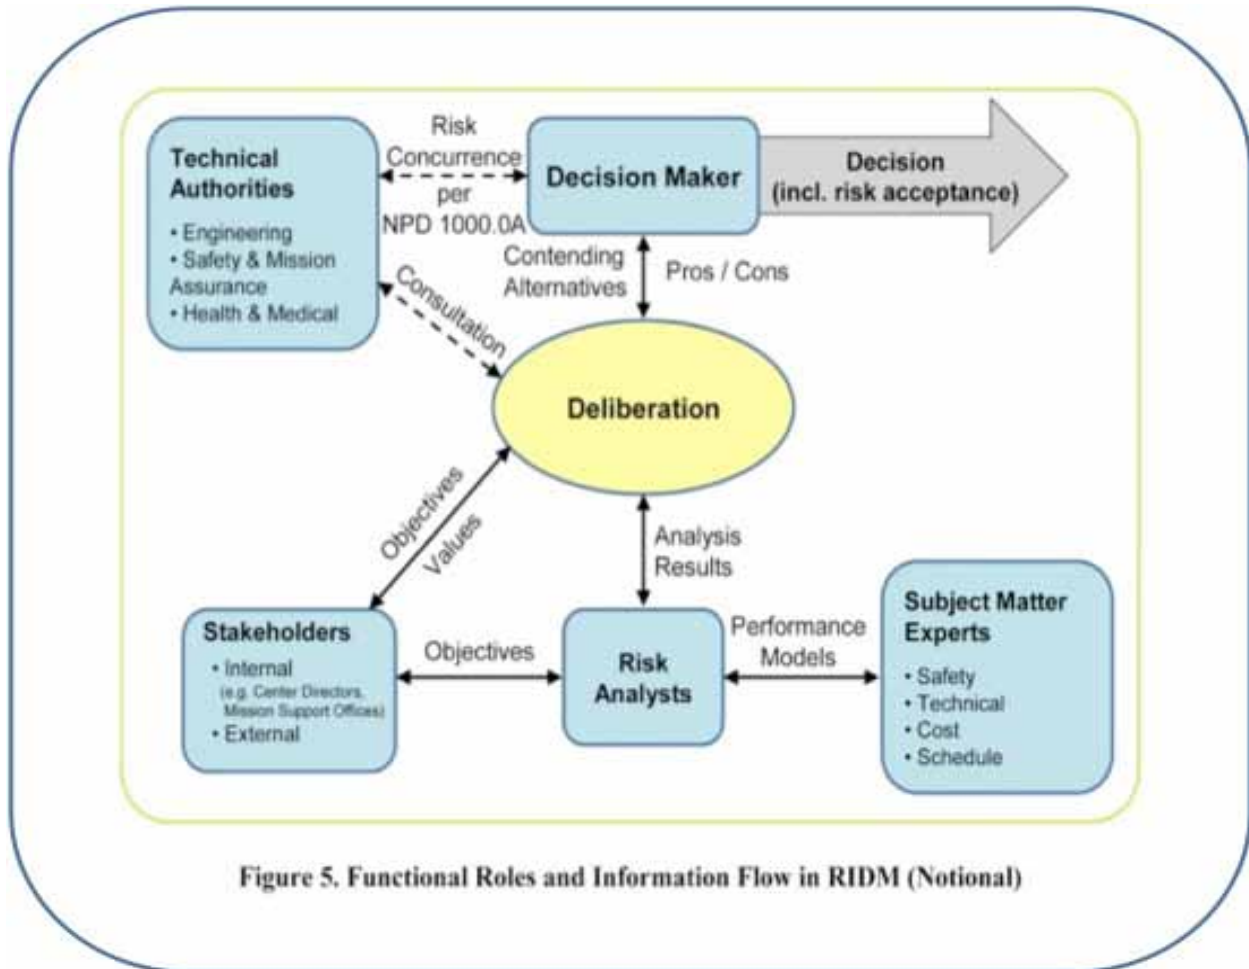 Technical
Authorities
• Engineering
• Safety & Mission
Assurance
• Health & Medical
Risk
Concurrence
per
NPD 1000.0A
Decision Maker
Decision
(incl. risk acceptance)
Contending
Alternatives
Pros / Cons
Consultation
Deliberation
Objectives
Values
Analysis
Results
Stakeholders
• Internal
(e.g. Center Directors,
Mission Support Offices)
• External
Objectives
Risk
Analysts
Performance
Models
Subject Matter
Experts
• Safety
• Technical
• Cost
• Schedule
Figure 5. Functional Roles and Information Flow in RIDM (Notional)